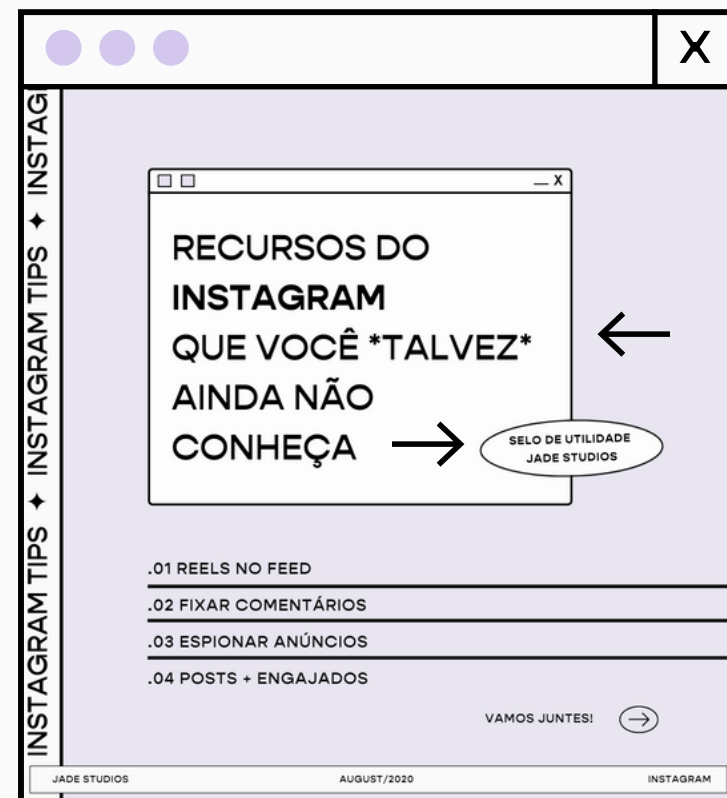 X
INSTAGRAM TIPS ✦ INSTAGRAM TIPS ✦ INSTAG
X
RECURSOS DO
INSTAGRAM
QUE VOCÊ *TALVEZ*
AINDA NÃO
CONHEÇA
SELO DE UTILIDADE
JADE STUDIOS
.01 REELS NO FEED
.02 FIXAR COMENTÁRIOS
.03 ESPIONAR ANÚNCIOS
.04 POSTS + ENGAJADOS
VAMOS JUNTES!
JADE STUDIOS AUGUST/2020 INSTAGRAM